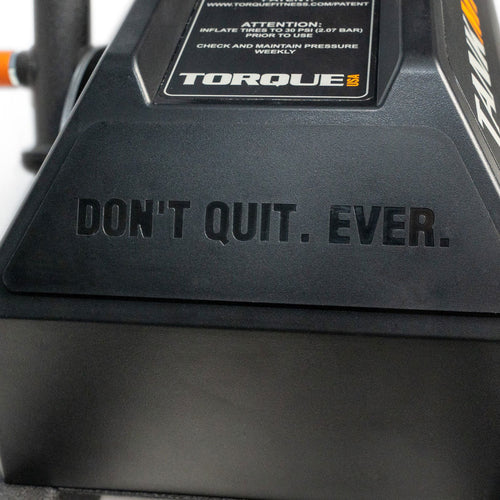 WWW.TORQUEFITNESS.COM/PATENT
ATTENTION:
INFLATE TIRES TO 30 PSI (2.07 BAR)
PRIOR TO USE
CHECK AND MAINTAIN PRESSURE
WEEKLY
TORQUE USA
TANK
DON'T QUIT. EVER.